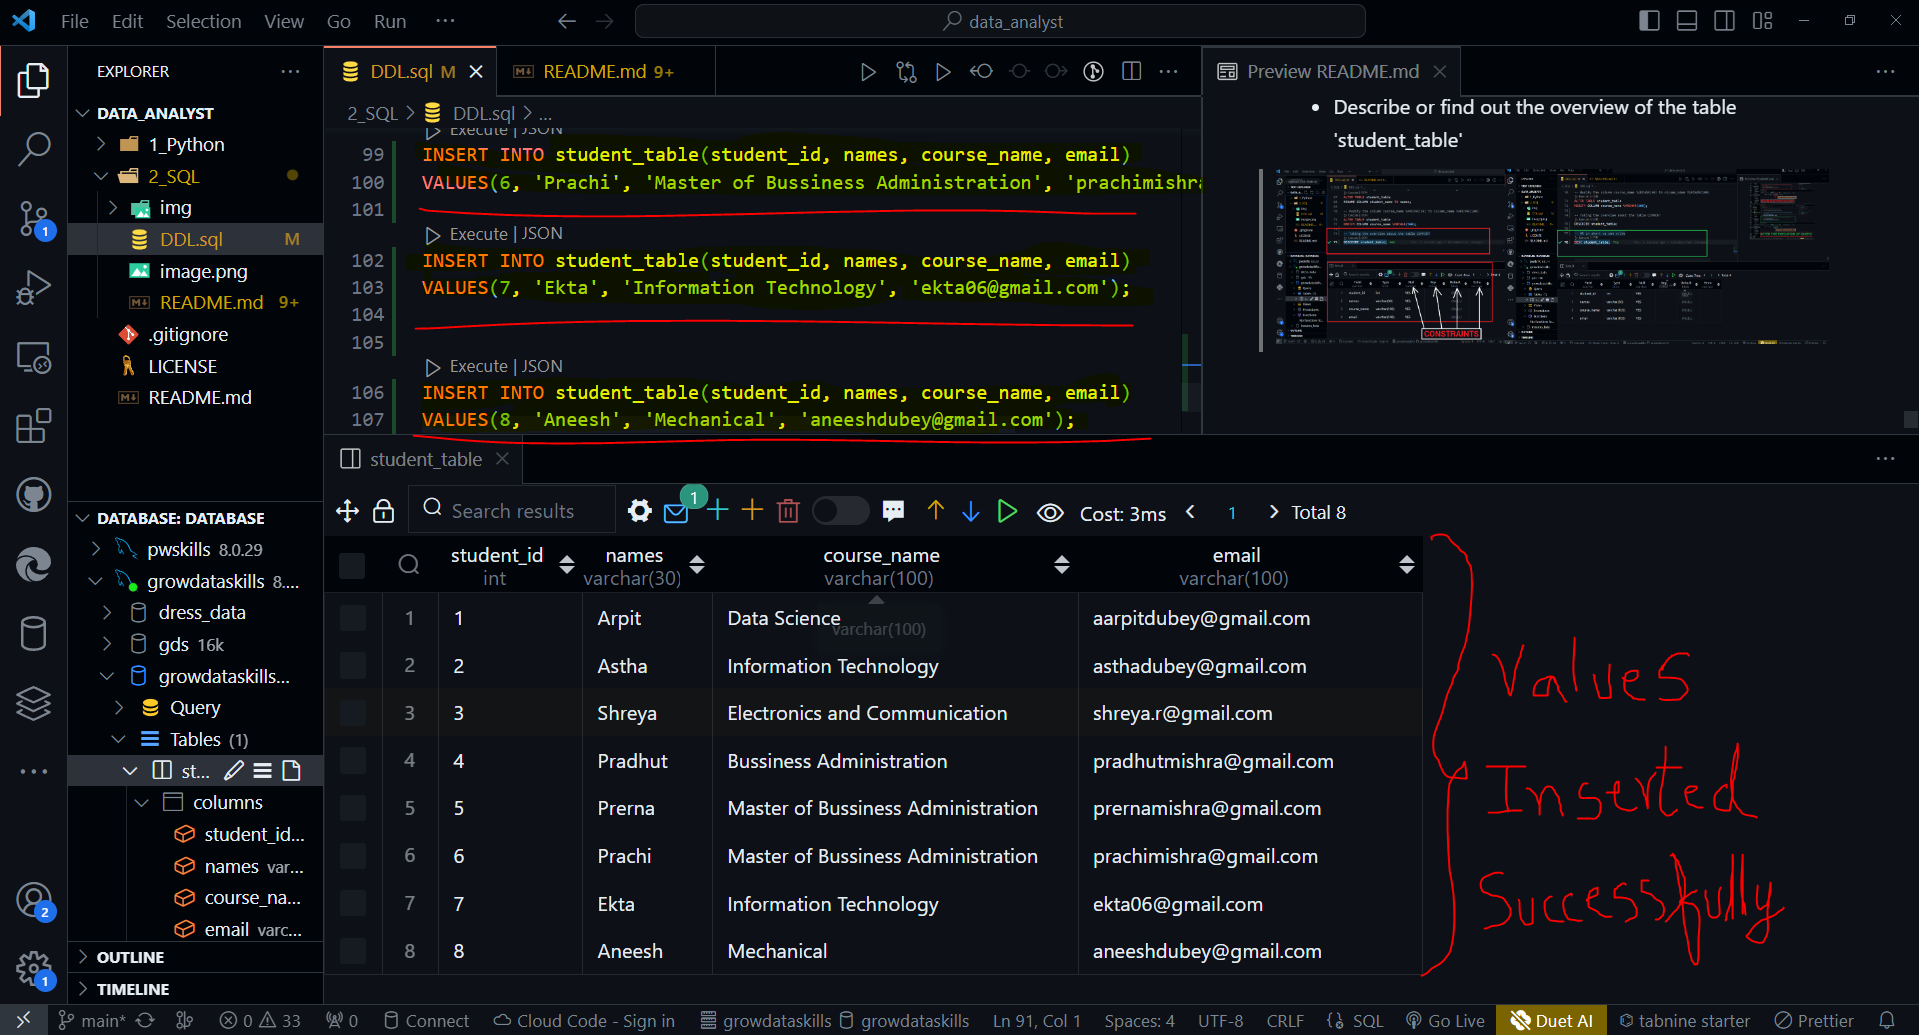 File Edit Selection View Go Run ···
data_analyst
EXPLORER ···
DATA_ANALYST
1_Python
2_SQL
img
DDL.sql M
image.png
README.md 9+
.gitignore
LICENSE
README.md
DATABASE: DATABASE
pwskills 8.0.29
growdataskills 8....
dress_data
gds 16k
growdataskills...
Query
Tables (1)
st...
columns
student_id...
names var...
course_na...
email varc...
OUTLINE
TIMELINE
1
2
1
DDL.sql M
README.md 9+
2_SQL > DDL.sql > ...
Execute | JSON
99 INSERT INTO student_table(student_id, names, course_name, email)
100 VALUES(6, 'Prachi', 'Master of Bussiness Administration', 'prachimishra
101
Execute | JSON
102 INSERT INTO student_table(student_id, names, course_name, email)
103 VALUES(7, 'Ekta', 'Information Technology', 'ekta06@gmail.com');
104
105
Execute | JSON
106 INSERT INTO student_table(student_id, names, course_name, email)
107 VALUES(8, 'Aneesh', 'Mechanical', 'aneeshdubey@gmail.com');
Preview README.md
• Describe or find out the overview of the table
'student_table'
CONSTRAINTS
student_table
Search results
1
Cost: 3ms < 1 > Total 8
student_id names course_name email
int varchar(30) varchar(100) varchar(100)
1 1 Arpit Data Science aarpitdubey@gmail.com
varchar(100)
2 2 Astha Information Technology asthadubey@gmail.com
3 3 Shreya Electronics and Communication shreya.r@gmail.com
4 4 Pradhut Bussiness Administration pradhutmishra@gmail.com
5 5 Prerna Master of Bussiness Administration prernamishra@gmail.com
6 6 Prachi Master of Bussiness Administration prachimishra@gmail.com
7 7 Ekta Information Technology ekta06@gmail.com
8 8 Aneesh Mechanical aneeshdubey@gmail.com
Values
Inserted
Successfully
main* 0 33 0 Connect Cloud Code - Sign in growdataskills growdataskills Ln 91, Col 1 Spaces: 4 UTF-8 CRLF SQL Go Live Duet AI tabnine starter Prettier